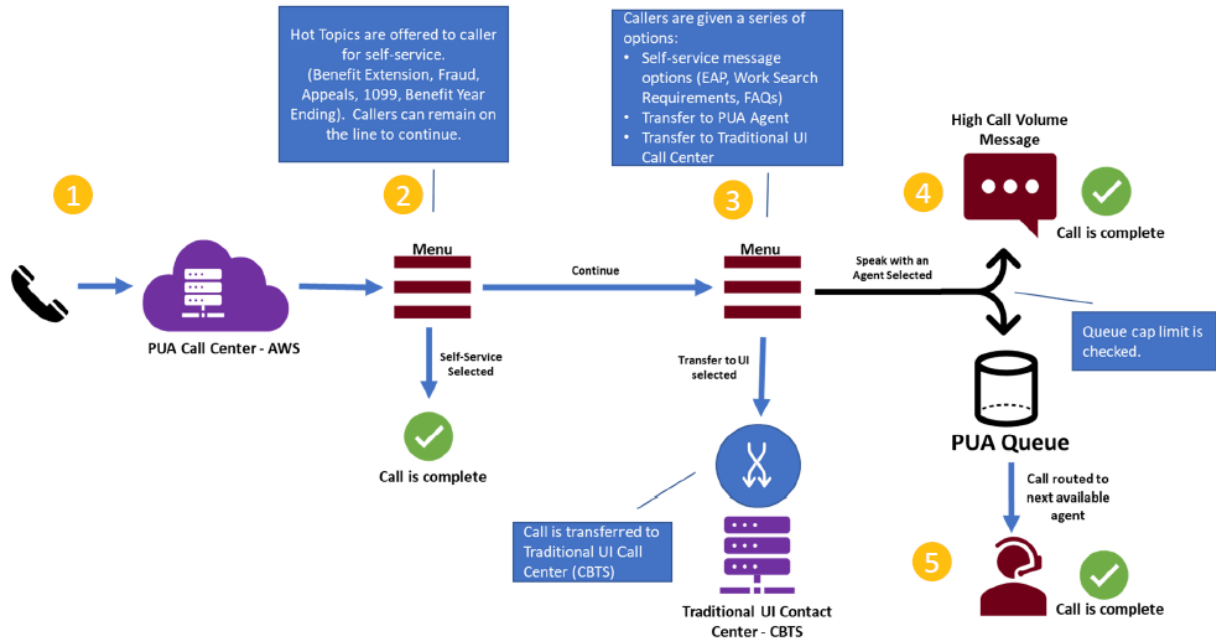 Hot Topics are offered to caller
for self-service.
(Benefit Extension, Fraud,
Appeals, 1099, Benefit Year
Ending). Callers can remain on
the line to continue.
Callers are given a series of
options:
• Self-service message
options (EAP, Work Search
Requirements, FAQs)
• Transfer to PUA Agent
• Transfer to Traditional UI
Call Center
High Call Volume
Message
1
2
3
4
Call is complete
Menu
Menu
Continue
Speak with an
Agent Selected
PUA Call Center - AWS
Queue cap limit is
checked.
Self-Service
Selected
Transfer to UI
selected
Call is complete
PUA Queue
Call routed to
next available
agent
Call is transferred to
Traditional UI Call
Center (CBTS)
5
Call is complete
Traditional UI Contact
Center - CBTS